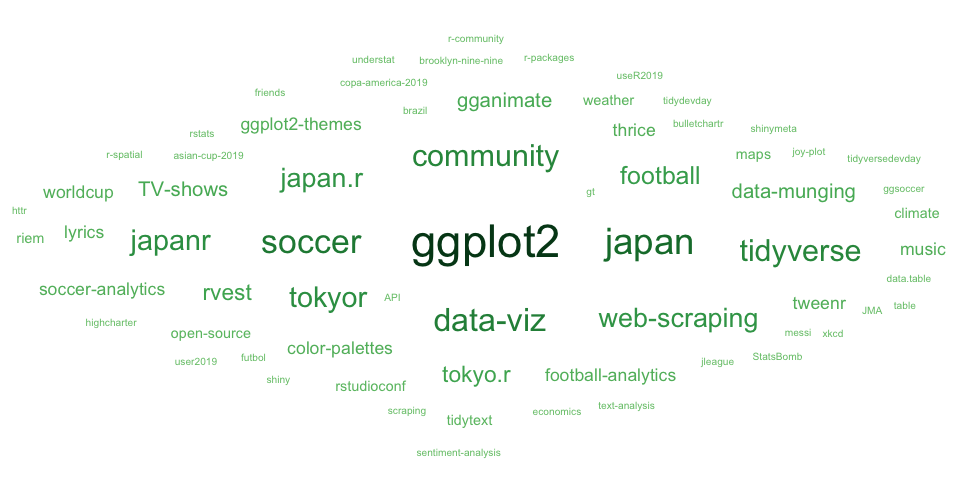 r-community
understat brooklyn-nine-nine r-packages
useR2019
copa-america-2019
friends gganimate weather tidydevday
brazil
ggplot2-themes thrice bulletchartr
rstats shinymeta
r-spatial asian-cup-2019 community maps joy-plot tidyversedevday
japan.r football
worldcup TV-shows gt data-munging ggsoccer
httr climate
riem lyrics japanr soccer ggplot2 japan tidyverse music
data.table
soccer-analytics rvest tokyor API tweenr JMA table
highcharter data-viz web-scraping
open-source messi xkcd
color-palettes
user2019 futbol jleague StatsBomb
shiny rstudioconf tokyo.r football-analytics
scraping economics text-analysis
tidytext
sentiment-analysis